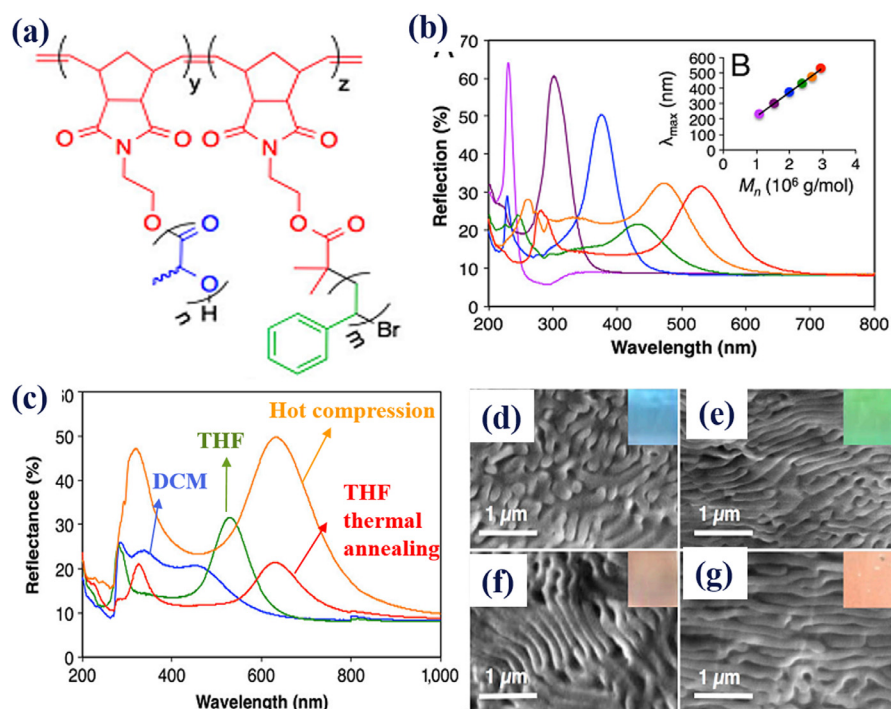 (a)
y
z
O
N
O
O
N
O
O
O
O
O
O
H
n
m
Br
(b)
Reflection (%)
70
60
50
40
30
20
10
0
200
300
400
500
600
700
800
Wavelength (nm)
B
λmax (nm)
600
500
400
300
200
100
0
0
1
2
3
4
Mn (10⁶ g/mol)
(c)
Reflectance (%)
50
40
30
20
10
0
200
400
600
800
1,000
Wavelength (nm)
Hot compression
THF
DCM
THF
thermal
annealing
(d)
1 µm
(e)
1 µm
(f)
1 µm
(g)
1 µm